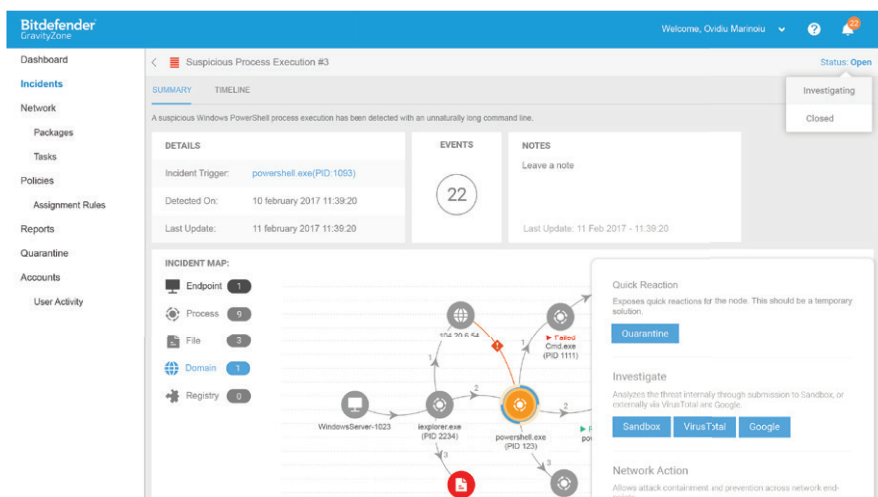 Bitdefender
GravityZone
Welcome, Ovidiu Marinoiu
22
Dashboard
Incidents
Network
Packages
Tasks
Policies
Assignment Rules
Reports
Quarantine
Accounts
User Activity
Suspicious Process Execution #3
Status: Open
Investigating
Closed
SUMMARY TIMELINE
A suspicious Windows PowerShell process execution has been detected with an unnaturally long command line.
DETAILS
Incident Trigger: powershell.exe(PID:1093)
Detected On: 10 february 2017 11:39:20
Last Update: 11 february 2017 11:39:20
EVENTS
22
NOTES
Leave a note
Last Update: 11 Feb 2017 - 11:39:20
INCIDENT MAP:
Endpoint 1
Process 9
File 3
Domain 1
Registry 0
104.20.6.54
1
1
Failed
Cmd.exe
(PID 1111)
2
2
WindowsServer-1023
iexplorer.exe
(PID 2234)
powershell.exe
(PID 123)
3
3
Quick Reaction
Exposes quick reactions for the node. This should be a temporary
solution.
Quarantine
Investigate
Analyzes the threat internaly through submission to Sandbox, or
externally via VirusTotal and Google.
Sandbox VirusTotal Google
Network Action
Allows attack containment and prevention across network end-